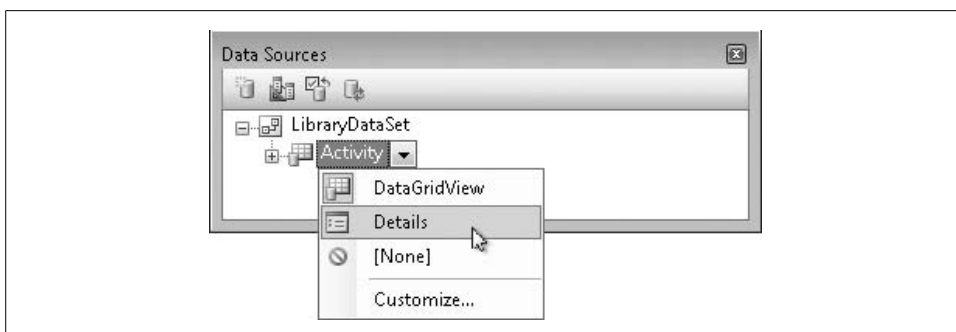 Data Sources
LibraryDataSet
Activity
DataGridView
Details
[None]
Customize...